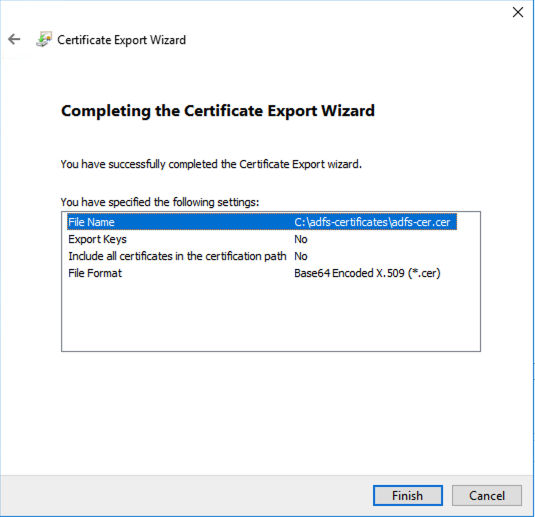 Certificate Export Wizard
Completing the Certificate Export Wizard
You have successfully completed the Certificate Export wizard.
You have specified the following settings:
File Name C:\adfs-certificates\adfs-cer.cer
Export Keys No
Include all certificates in the certification path No
File Format Base64 Encoded X.509 (*.cer)
Finish Cancel